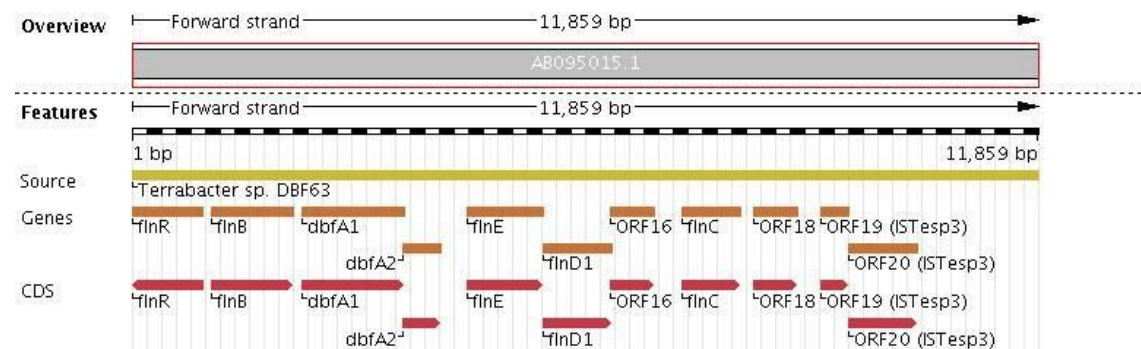 Overview Forward strand 11,859 bp
AB095015.1
Features Forward strand 11,859 bp
1 bp 11,859 bp
Source
Terrabacter sp. DBF63
Genes
flnR flnB dbfA1 flnE ORF16 flnC ORF18 ORF19 (ISTesp3)
dbfA2 flnD1 ORF20 (ISTesp3)
CDS
flnR flnB dbfA1 flnE ORF16 flnC ORF18 ORF19 (ISTesp3)
dbfA2 flnD1 ORF20 (ISTesp3)